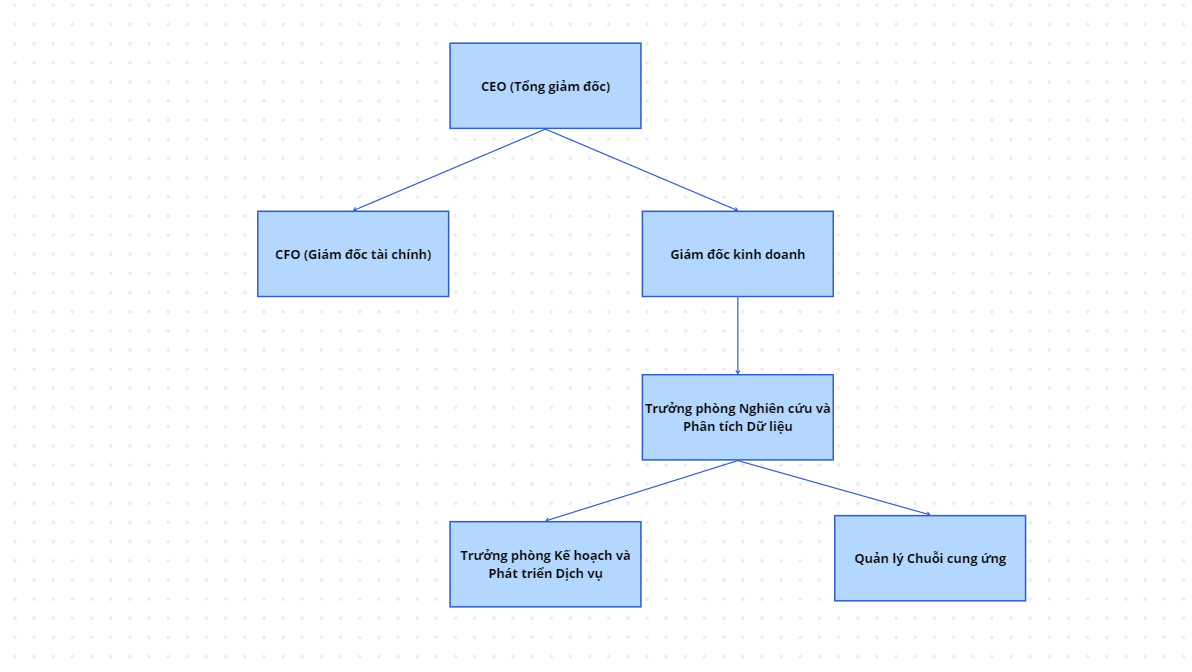 CEO (Tổng giảm đốc)
CFO (Giám đốc tài chính)
Giám đốc kinh doanh
Trưởng phòng Nghiên cứu và
Phân tích Dữ liệu
Trưởng phòng Kế hoạch và
Phát triển Dịch vụ
Quản lý Chuỗi cung ứng